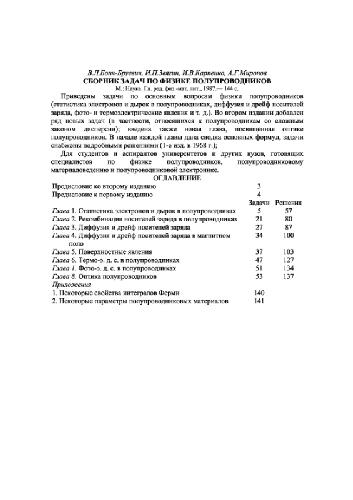 В.Л.Бонч-Бруевич, И.П.Звягин, И.В.Карпенко, А.Г.Миронов
СБОРНИК ЗАДАЧ ПО ФИЗИКЕ ПОЛУПРОВОДНИКОВ
М.: Наука. Гл. ред. физ.-мат. лит., 1987.— 144 с.
Приведены задачи по основным вопросам физики полупроводников
(статистика электронов и дырок в полупроводниках, диффузия и дрейф носителей
заряда, фото- и термоэлектрические явления и т. д.). Во втором издании добавлен
ряд новых задач (в частности, относящихся к полупроводникам со сложным
законом дисперсии); введена также новая глава, посвященная оптике
полупроводников. В начале каждой главы дана сводка основных формул, задачи
снабжены подробными решениями (1-е изд. в 1968 г.);
Для студентов и аспирантов университетов и других вузов, готовящих
специалистов по физике полупроводников, полупроводниковому
материаловедению и полупроводниковой электронике.
ОГЛАВЛЕНИЕ
Предисловие ко второму изданию 3
Предисловие к первому изданию 4
Задачи Решения
Глава 1. Статистика электронов и дырок в полупроводниках 5 57
Глава 2. Рекомбинация носителей заряда в полупроводниках 21 80
Глава 3. Диффузия и дрейф носителей заряда 27 87
Глава 4. Диффузия и дрейф носителей заряда в магнитном 34 100
поле
Глава 5. Поверхностные явления 37 103
Глава 6. Термо-э. д. с. в полупроводниках 47 127
Глава 7. Фото-э. д. с. в полупроводниках 51 134
Глава 8. Оптика полупроводников 53 137
Приложения
1. Некоторые свойства интегралов Ферми 140
2. Некоторые параметры полупроводниковых материалов 141